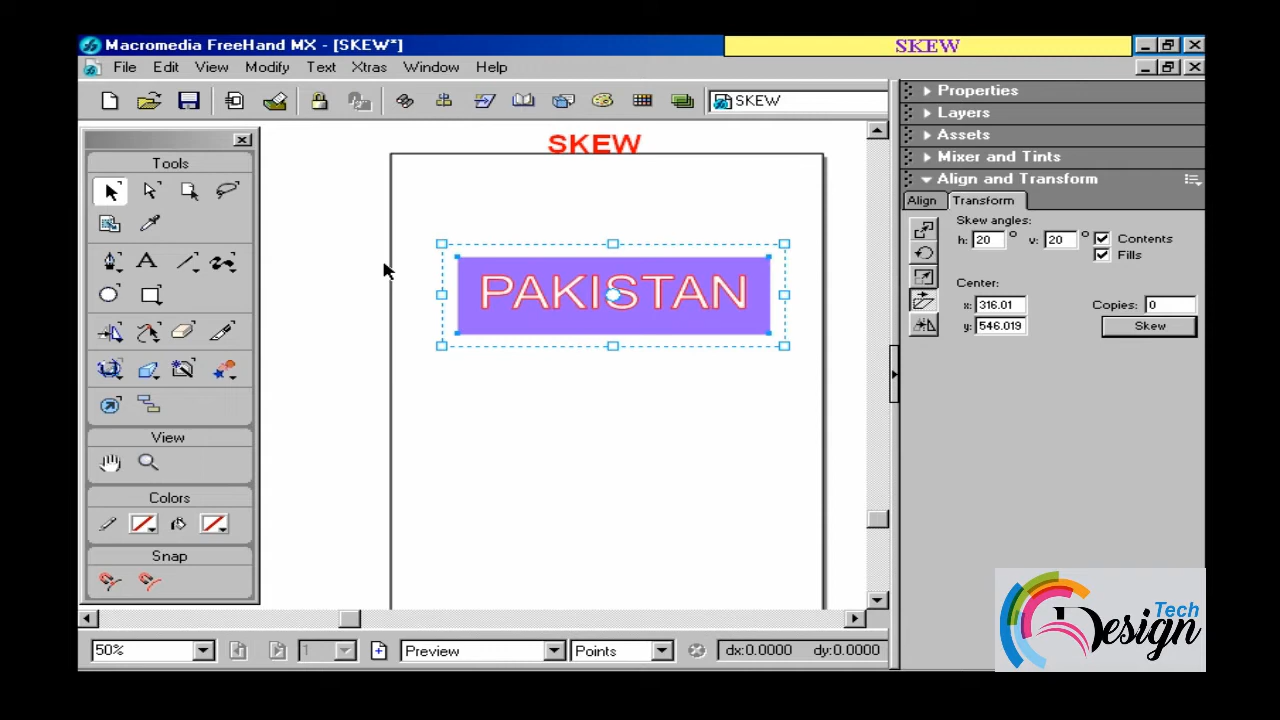 Macromedia FreeHand MX - [SKEW*]
SKEW
File Edit View Modify Text Xtras Window Help
SKEW
Properties
Layers
Assets
Mixer and Tints
Align and Transform
Align Transform
Skew angles:
h: 20 ° v: 20 ° Contents
Fills
Center:
x: 316.01 Copies: 0
y: 546.019 Skew
Tools
View
Colors
Snap
SKEW
PAKISTAN
50% 1 Preview Points dx:0.0000 dy:0.0000
Tech
Design